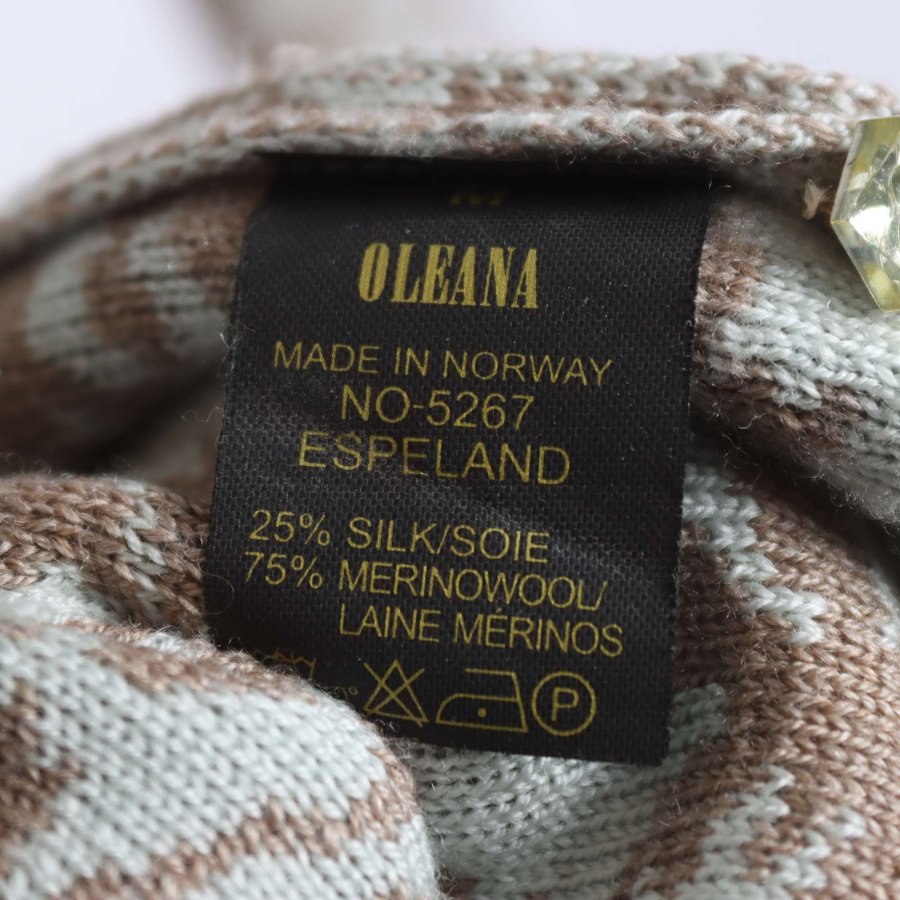 OLEANA
MADE IN NORWAY
NO-5267
ESPELAND
25% SILK/SOIE
75% MERINOWOOL/
LAINE MÉRINOS
P